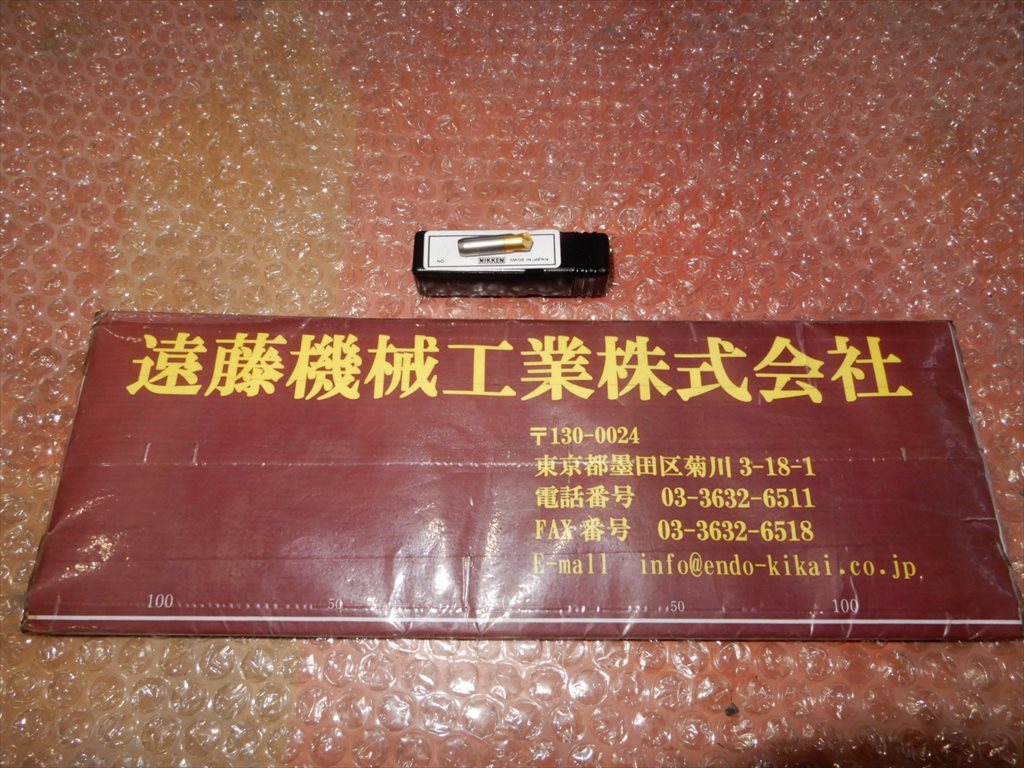 NO. NIKKEN MADE IN JAPAN
遠藤機械工業株式会社
〒130-0024
東京都墨田区菊川 3-18-1
電話番号 03-3632-6511
FAX 番号 03-3632-6518
E-mall info@endo-kikai.co.jp
100 50 50 100